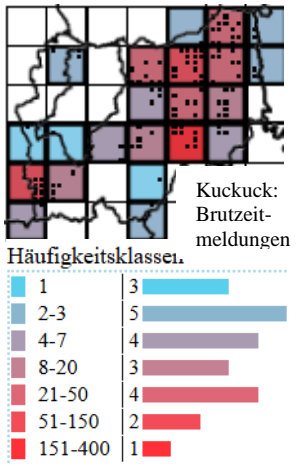 Kuckuck:
Brutzeit-
meldungen
Häufigkeitsklassen.
1 3
2-3 5
4-7 4
8-20 3
21-50 4
51-150 2
151-400 1